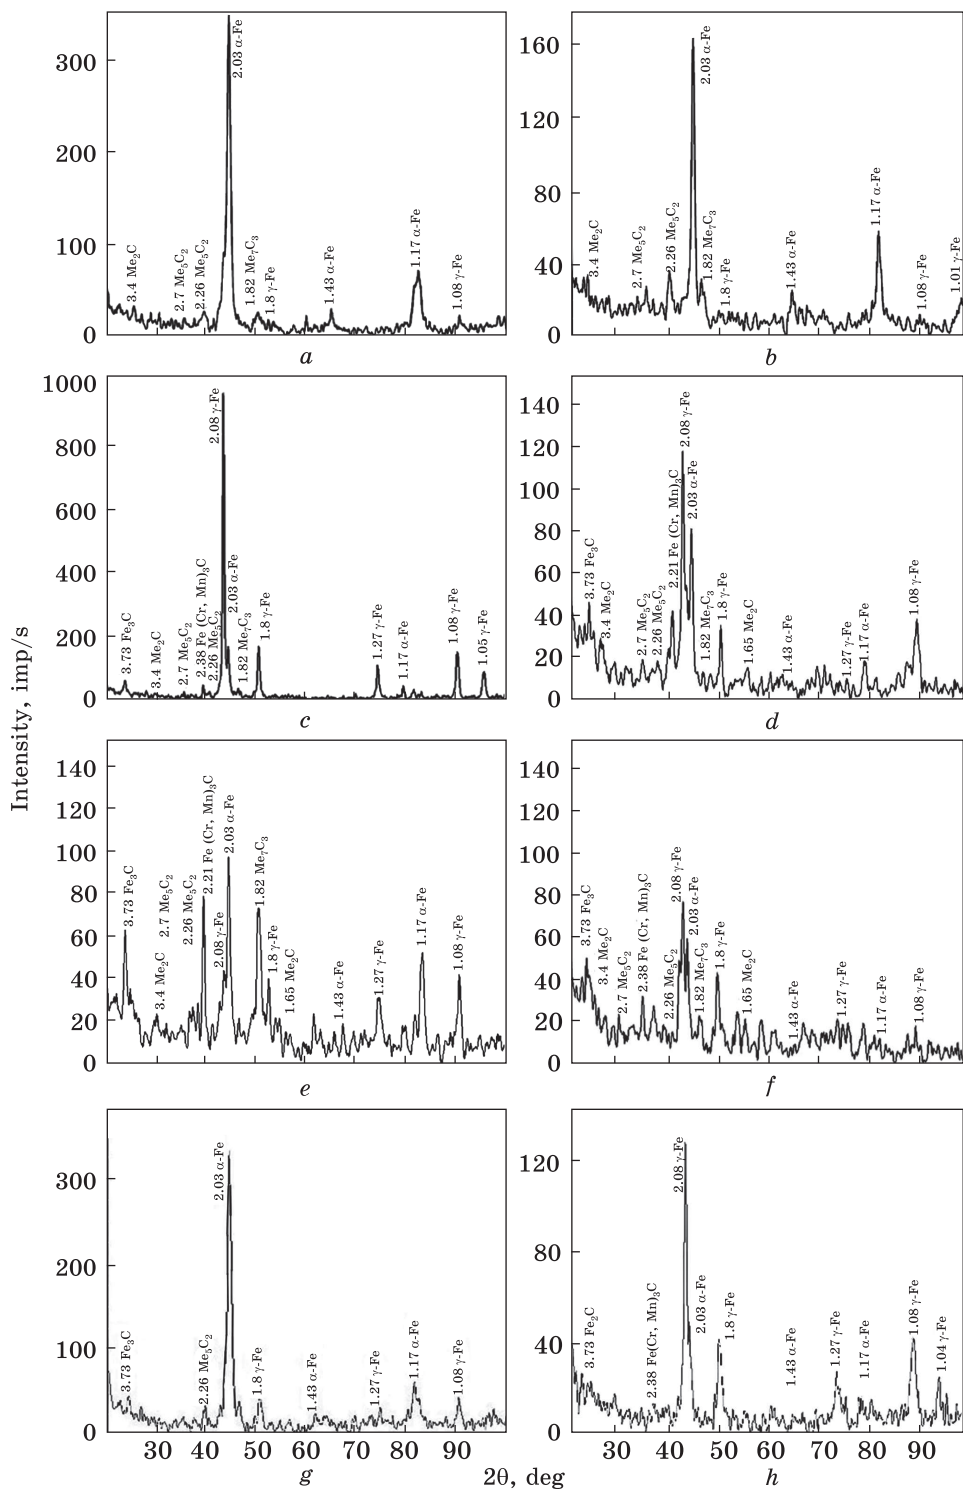 300
200
100
0
2.03 α-Fe
3.4 Me₂C
2.7 Me₅C₂
2.26 Me₅C₂
1.82 Me₇C₃
1.8 γ-Fe
1.43 α-Fe
1.17 α-Fe
1.08 γ-Fe
a
160
120
80
40
0
2.03 α-Fe
3.4 Me₂C
2.7 Me₅C₂
2.26 Me₅C₂
1.82 Me₇C₃
1.8 γ-Fe
1.43 α-Fe
1.17 α-Fe
1.08 γ-Fe
1.01 γ-Fe
b
Intensity, imp/s
1000
800
600
400
200
0
3.73 Fe₃C
3.4 Me₂C
2.7 Me₅C₂
2.38 Fe (Cr, Mn)₃C
2.26 Me₅C₂
2.08 γ-Fe
2.03 α-Fe
1.82 Me₇C₃
1.8 γ-Fe
1.27 γ-Fe
1.17 α-Fe
1.08 γ-Fe
1.05 γ-Fe
c
140
120
100
80
60
40
20
0
3.73 Fe₃C
3.4 Me₂C
2.7 Me₅C₂
2.26 Me₅C₂
2.21 Fe (Cr, Mn)₃C
2.08 γ-Fe
2.03 α-Fe
1.82 Me₇C₃
1.8 γ-Fe
1.65 Me₂C
1.43 α-Fe
1.27 γ-Fe
1.17 α-Fe
1.08 γ-Fe
d
140
120
100
80
60
40
20
0
3.73 Fe₃C
3.4 Me₂C
2.7 Me₅C₂
2.26 Me₅C₂
2.21 Fe (Cr, Mn)₃C
2.08 γ-Fe
2.03 α-Fe
1.82 Me₇C₃
1.8 γ-Fe
1.65 Me₂C
1.43 α-Fe
1.27 γ-Fe
1.17 α-Fe
1.08 γ-Fe
e
140
120
100
80
60
40
20
0
3.73 Fe₃C
3.4 Me₂C
2.7 Me₅C₂
2.38 Fe (Cr, Mn)₃C
2.26 Me₅C₂
2.08 γ-Fe
2.03 α-Fe
1.82 Me₇C₃
1.8 γ-Fe
1.65 Me₂C
1.43 α-Fe
1.27 γ-Fe
1.17 α-Fe
1.08 γ-Fe
f
300
200
100
0
3.73 Fe₃C
2.26 Me₅C₂
2.03 α-Fe
1.8 γ-Fe
1.43 α-Fe
1.27 γ-Fe
1.17 α-Fe
1.08 γ-Fe
30 40 50 60 70 80 90
g
120
80
40
0
3.73 Fe₂C
2.38 Fe(Cr, Mn)₃C
2.08 γ-Fe
2.03 α-Fe
1.8 γ-Fe
1.43 α-Fe
1.27 γ-Fe
1.17 α-Fe
1.08 γ-Fe
1.04 γ-Fe
30 40 50 60 70 80 90
h
2θ, deg